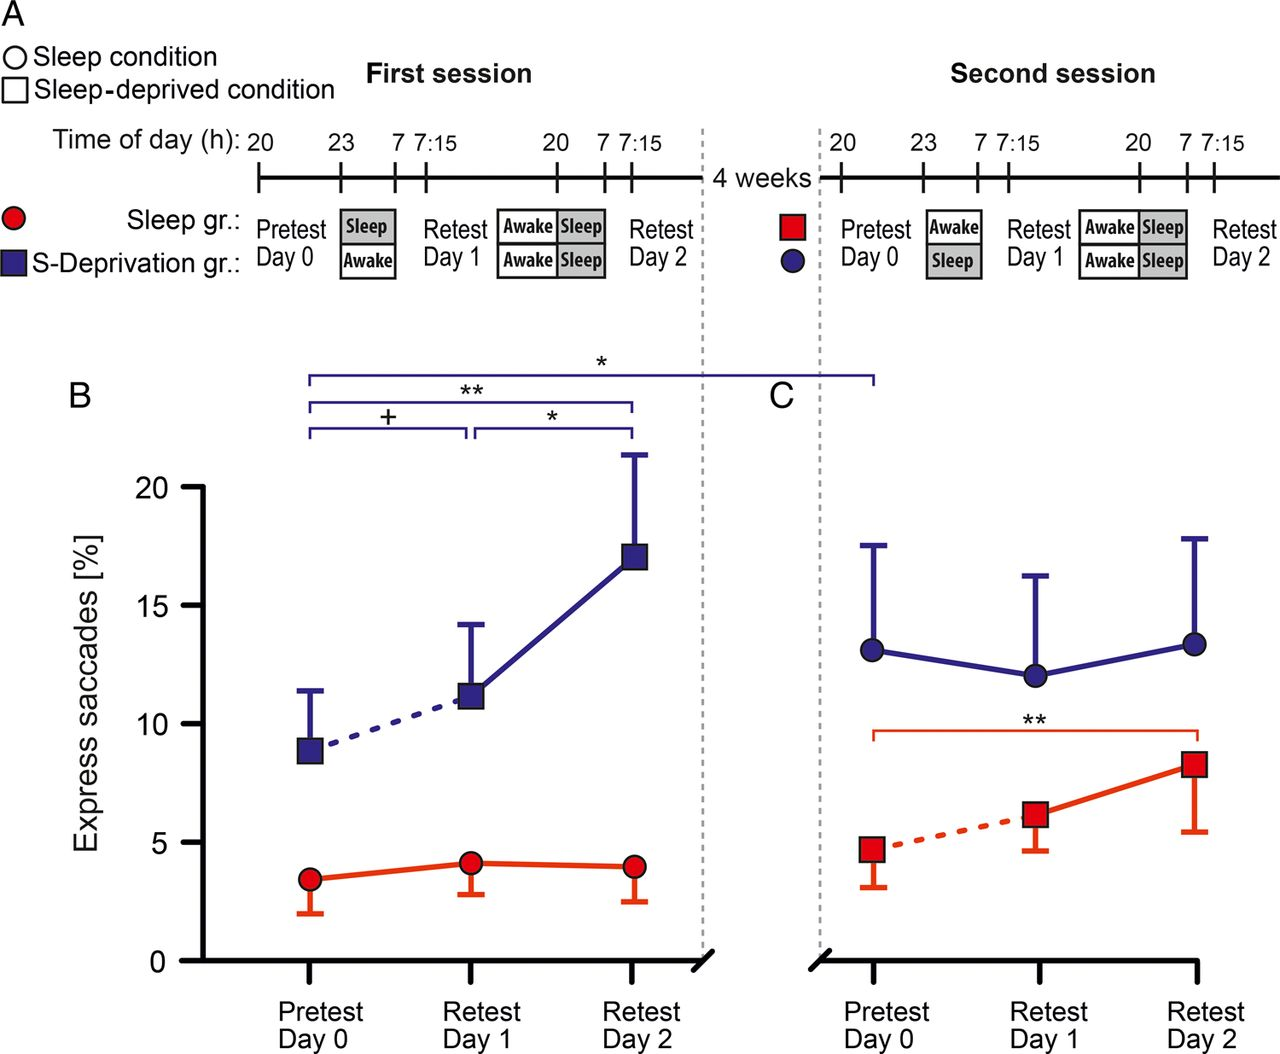 A
Sleep condition
Sleep-deprived condition
First session
Second session
Time of day (h): 20 23 7 7:15 20 7 7:15
20 23 7 7:15 20 7 7:15
4 weeks
Sleep gr.:
S-Deprivation gr.:
Pretest
Day 0
Sleep
Awake
Retest
Day 1
Awake Sleep
Awake Sleep
Retest
Day 2
Pretest
Day 0
Awake
Sleep
Retest
Day 1
Awake Sleep
Awake Sleep
Retest
Day 2
B
*
**
+ *
C
**
Express saccades [%]
20
15
10
5
0
Pretest
Day 0
Retest
Day 1
Retest
Day 2
Pretest
Day 0
Retest
Day 1
Retest
Day 2